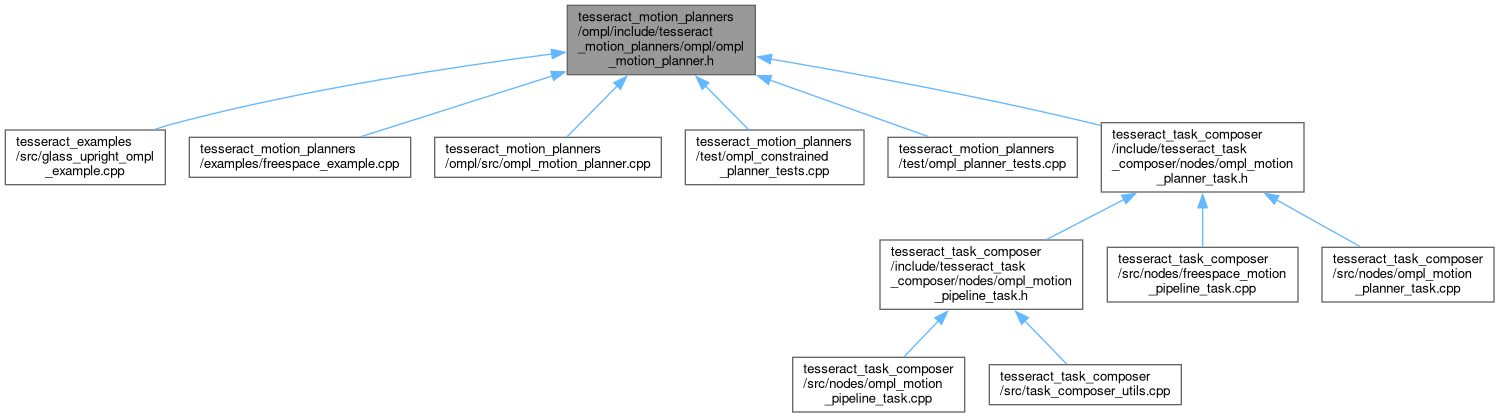 tesseract_motion_planners
/ompl/include/tesseract
_motion_planners/ompl/ompl
_motion_planner.h
tesseract_examples
/src/glass_upright_ompl
_example.cpp
tesseract_motion_planners
/examples/freespace_example.cpp
tesseract_motion_planners
/ompl/src/ompl_motion_planner.cpp
tesseract_motion_planners
/test/ompl_constrained
_planner_tests.cpp
tesseract_motion_planners
/test/ompl_planner_tests.cpp
tesseract_task_composer
/include/tesseract_task
_composer/nodes/ompl_motion
_planner_task.h
tesseract_task_composer
/include/tesseract_task
_composer/nodes/ompl_motion
_pipeline_task.h
tesseract_task_composer
/src/nodes/freespace_motion
_pipeline_task.cpp
tesseract_task_composer
/src/nodes/ompl_motion
_planner_task.cpp
tesseract_task_composer
/src/nodes/ompl_motion
_pipeline_task.cpp
tesseract_task_composer
/src/task_composer_utils.cpp